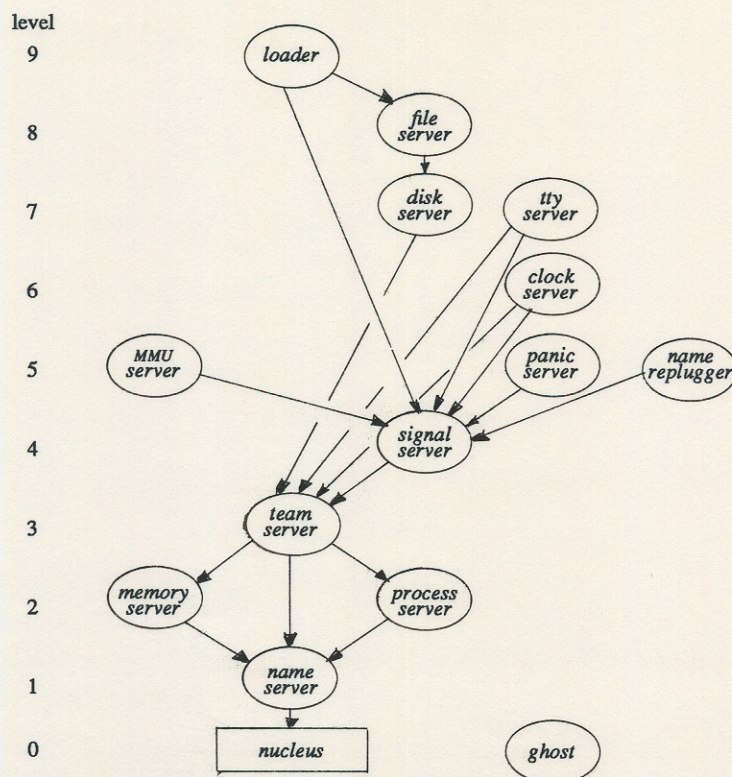 level
9
loader
8
file
server
7
disk
server
tty
server
6
clock
server
5
MMU
server
panic
server
name
replugger
4
signal
server
3
team
server
2
memory
server
process
server
1
name
server
0
nucleus
ghost